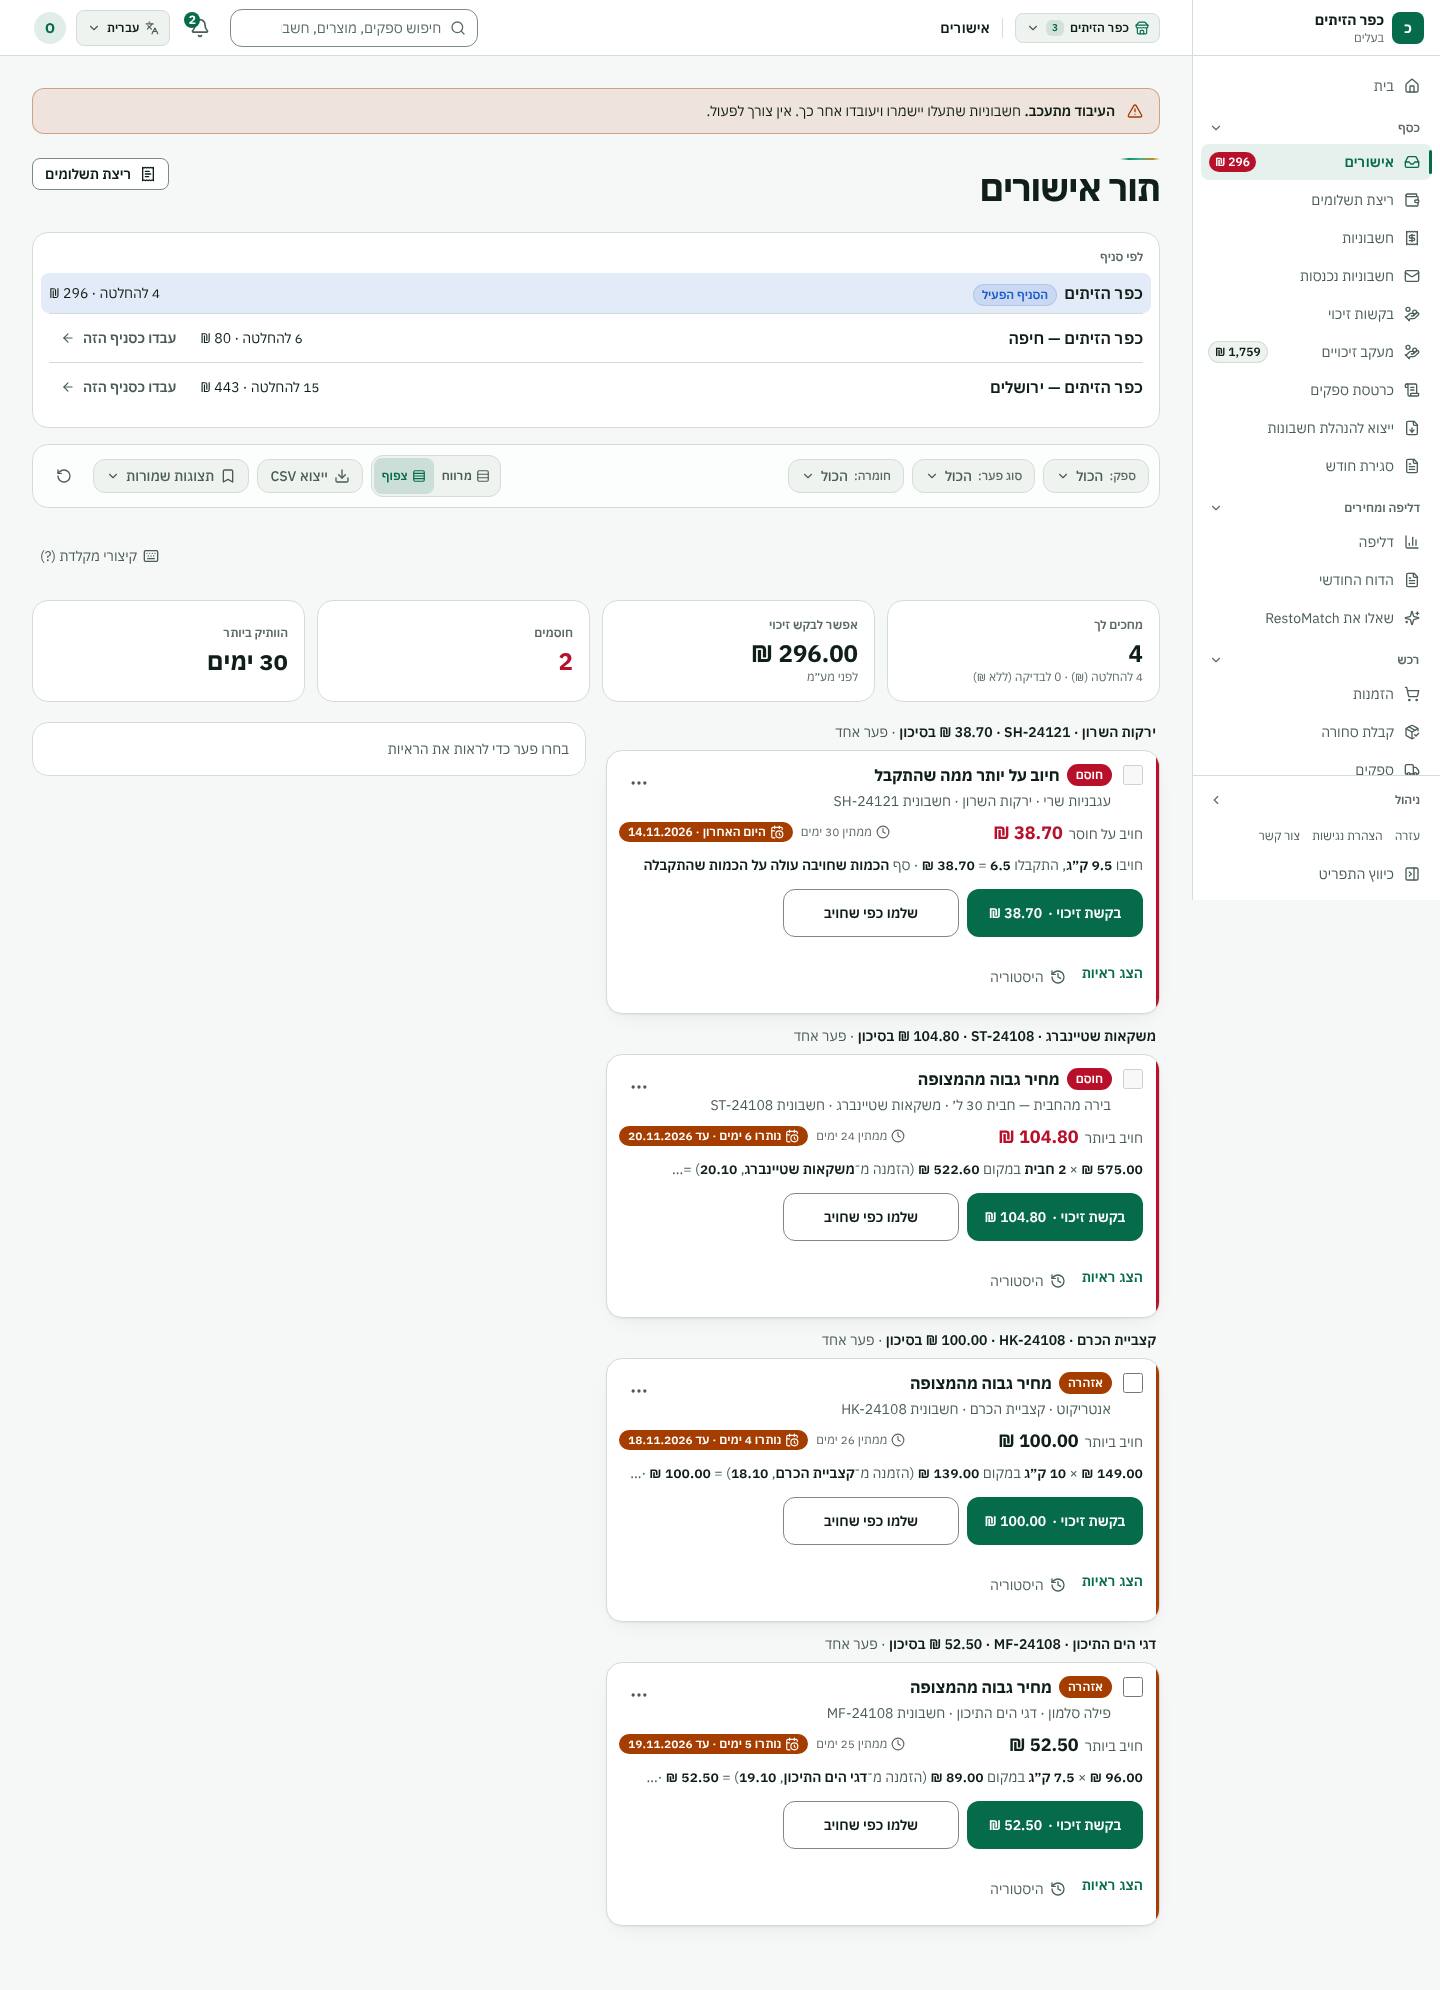 כ
כפר הזיתים
בעלים
בית
כסף
אישורים
296 ₪
ריצת תשלומים
חשבוניות
חשבוניות נכנסות
בקשות זיכוי
מעקב זיכויים
1,759 ₪
כרטסת ספקים
ייצוא להנהלת חשבונות
סגירת חודש
דליפה ומחירים
דליפה
הדוח החודשי
שאלו את RestoMatch
רכש
הזמנות
קבלת סחורה
ספקים
ניהול
עזרה
הצהרת נגישות
צור קשר
כיווץ התפריט
כפר הזיתים 3
אישורים
חיפוש ספקים, מוצרים, חשב
2
עברית
O
העיבוד מתעכב. חשבוניות שתעלו יישמרו ויעובדו אחר כך. אין צורך לפעול.
תור אישורים
ריצת תשלומים
לפי סניף
כפר הזיתים הסניף הפעיל 4 להחלטה · 296 ₪
כפר הזיתים — חיפה 6 להחלטה · 80 ₪ עבדו כסניף הזה
כפר הזיתים — ירושלים 15 להחלטה · 443 ₪ עבדו כסניף הזה
ספק: הכול
סוג פער: הכול
חומרה: הכול
מרווח
צפוף
ייצוא CSV
תצוגות שמורות
קיצורי מקלדת (?)
מחכים לך
4
4 להחלטה (₪) · 0 לבדיקה (ללא ₪)
אפשר לבקש זיכוי
296.00 ₪
לפני מע״מ
חוסמים
2
הוותיק ביותר
30 ימים
ירקות השרון · SH-24121 · 38.70 ₪ בסיכון · פער אחד
חוסם חיוב על יותר ממה שהתקבל
עגבניות שרי · ירקות השרון · חשבונית SH-24121
חויב על חוסר 38.70 ₪ ממתין 30 ימים היום האחרון · 14.11.2026
חויבו 9.5 ק״ג, התקבלו 6.5 = 38.70 ₪ · סף הכמות שחויבה עולה על הכמות שהתקבלה
בקשת זיכוי · 38.70 ₪
שלמו כפי שחויב
הצג ראיות
היסטוריה
בחרו פער כדי לראות את הראיות
משקאות שטיינברג · ST-24108 · 104.80 ₪ בסיכון · פער אחד
חוסם מחיר גבוה מהמצופה
בירה מהחבית — חבית 30 ל׳ · משקאות שטיינברג · חשבונית ST-24108
חויב ביותר 104.80 ₪ ממתין 24 ימים נותרו 6 ימים · עד 20.11.2026
575.00 ₪ × 2 חבית במקום 522.60 ₪ (הזמנה מ־משקאות שטיינברג, 20.10) =…
בקשת זיכוי · 104.80 ₪
שלמו כפי שחויב
הצג ראיות
היסטוריה
קצביית הכרם · HK-24108 · 100.00 ₪ בסיכון · פער אחד
אזהרה מחיר גבוה מהמצופה
אנטריקוט · קצביית הכרם · חשבונית HK-24108
חויב ביותר 100.00 ₪ ממתין 26 ימים נותרו 4 ימים · עד 18.11.2026
149.00 ₪ × 10 ק״ג במקום 139.00 ₪ (הזמנה מ־קצביית הכרם, 18.10) = 100.00 ₪ ·…
בקשת זיכוי · 100.00 ₪
שלמו כפי שחויב
הצג ראיות
היסטוריה
דגי הים התיכון · MF-24108 · 52.50 ₪ בסיכון · פער אחד
אזהרה מחיר גבוה מהמצופה
פילה סלמון · דגי הים התיכון · חשבונית MF-24108
חויב ביותר 52.50 ₪ ממתין 25 ימים נותרו 5 ימים · עד 19.11.2026
96.00 ₪ × 7.5 ק״ג במקום 89.00 ₪ (הזמנה מ־דגי הים התיכון, 19.10) = 52.50 ₪ ·…
בקשת זיכוי · 52.50 ₪
שלמו כפי שחויב
הצג ראיות
היסטוריה